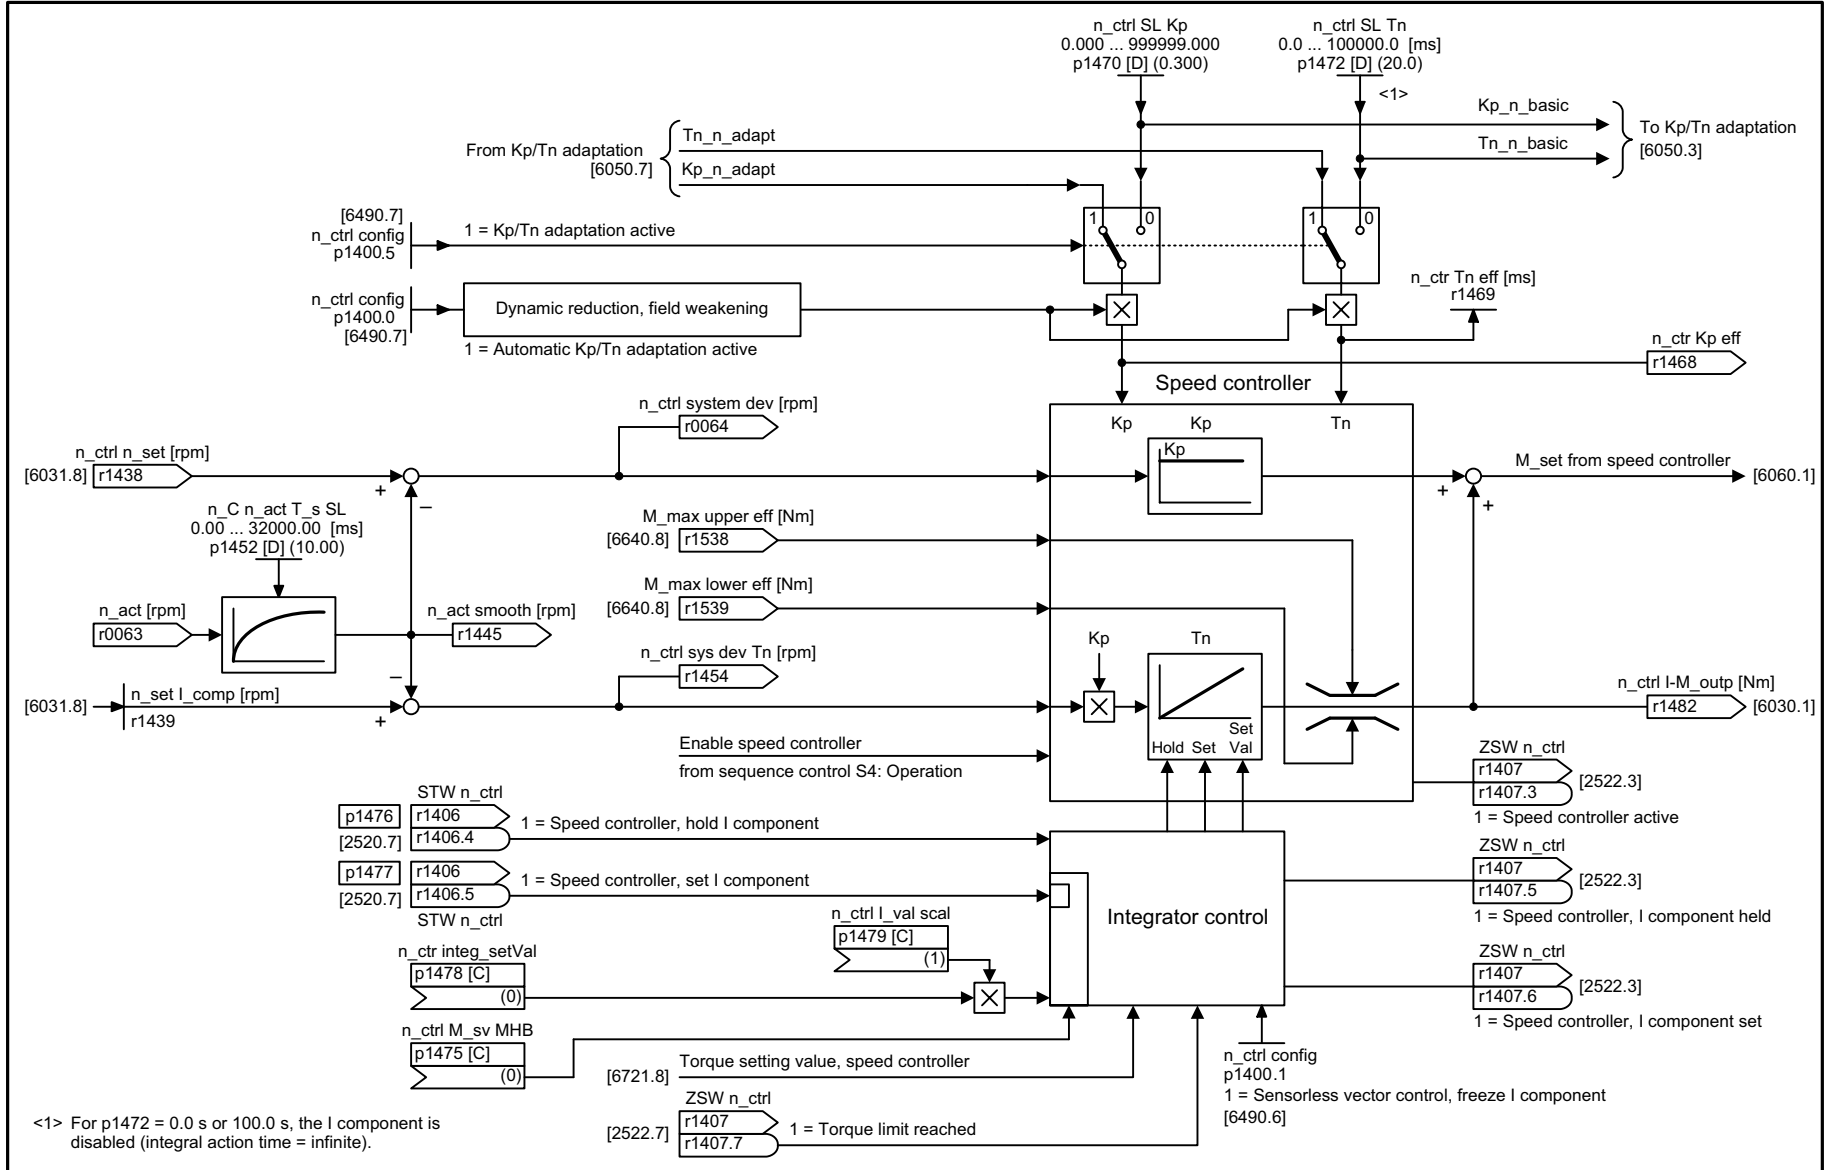 n_ctrl SL Kp
0.000 ... 999999.000
p1470 [D] (0.300)
n_ctrl SL Tn
0.0 ... 100000.0 [ms]
p1472 [D] (20.0)
<1>
Kp_n_basic
Tn_n_basic
To Kp/Tn adaptation
[6050.3]
From Kp/Tn adaptation
[6050.7]
Tn_n_adapt
Kp_n_adapt
[6490.7]
n_ctrl config
p1400.5
1 = Kp/Tn adaptation active
1
0
1
0
n_ctrl config
p1400.0
[6490.7]
Dynamic reduction, field weakening
1 = Automatic Kp/Tn adaptation active
n_ctr Tn eff [ms]
r1469
n_ctr Kp eff
r1468
Speed controller
Kp
Kp
Tn
Kp
n_ctrl system dev [rpm]
r0064
n_ctrl n_set [rpm]
[6031.8]
r1438
+
–
M_set from speed controller
[6060.1]
+
+
n_C n_act T_s SL
0.00 ... 32000.00 [ms]
p1452 [D] (10.00)
M_max upper eff [Nm]
[6640.8]
r1538
M_max lower eff [Nm]
[6640.8]
r1539
n_act [rpm]
r0063
n_act smooth [rpm]
r1445
n_ctrl sys dev Tn [rpm]
r1454
Kp
Tn
–
[6031.8]
n_set I_comp [rpm]
r1439
+
n_ctrl I-M_outp [Nm]
r1482
[6030.1]
Hold
Set
Set
Val
Enable speed controller
from sequence control S4: Operation
ZSW n_ctrl
r1407
r1407.3
[2522.3]
1 = Speed controller active
STW n_ctrl
p1476
r1406
[2520.7]
r1406.4
1 = Speed controller, hold I component
p1477
r1406
[2520.7]
r1406.5
STW n_ctrl
1 = Speed controller, set I component
ZSW n_ctrl
r1407
r1407.5
[2522.3]
1 = Speed controller, I component held
Integrator control
n_ctrl I_val scal
p1479 [C]
(1)
n_ctr integ_setVal
p1478 [C]
(0)
ZSW n_ctrl
r1407
r1407.6
[2522.3]
1 = Speed controller, I component set
n_ctrl M_sv MHB
p1475 [C]
(0)
Torque setting value, speed controller
[6721.8]
n_ctrl config
p1400.1
1 = Sensorless vector control, freeze I component
[6490.6]
ZSW n_ctrl
r1407
[2522.7]
r1407.7
1 = Torque limit reached
<1> For p1472 = 0.0 s or 100.0 s, the I component is
disabled (integral action time = infinite).